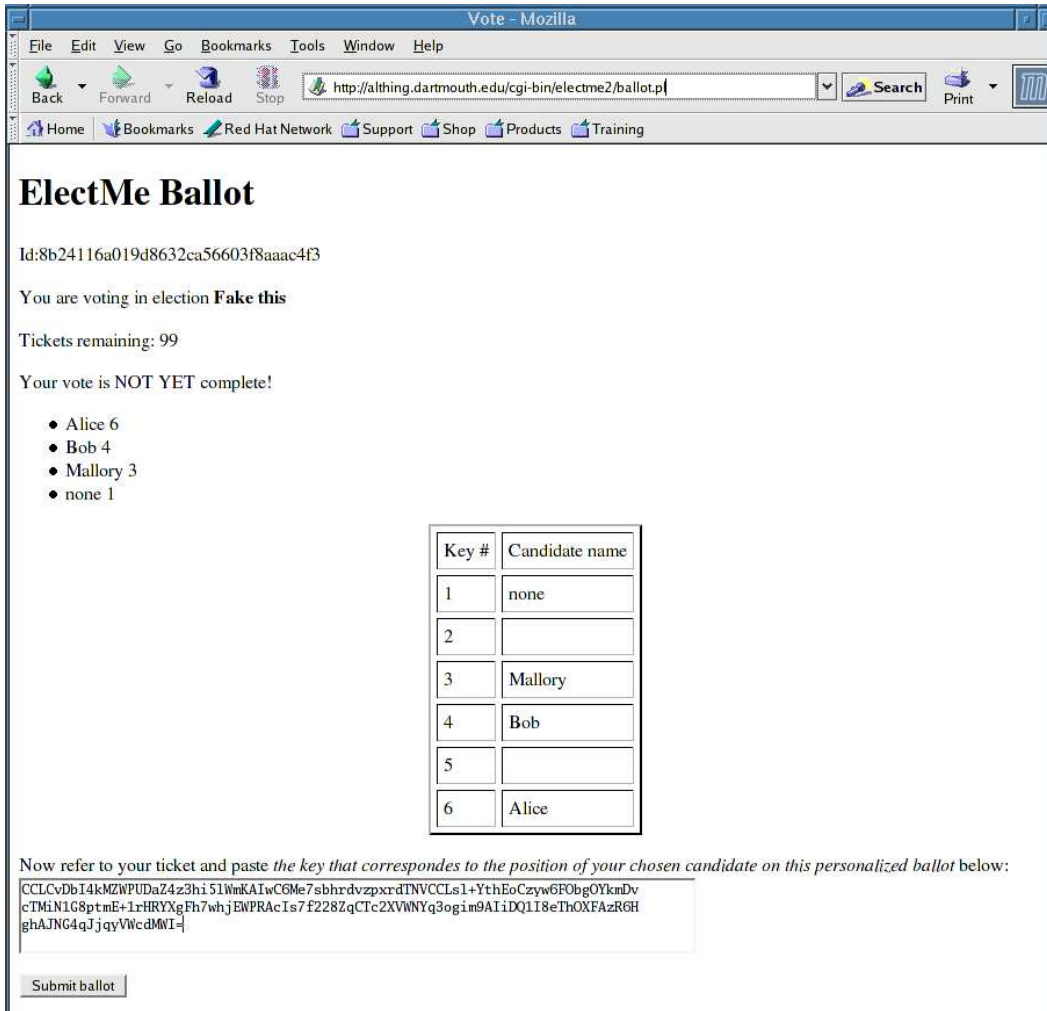 Vote - Mozilla
File Edit View Go Bookmarks Tools Window Help
Back Forward Reload Stop http://althing.dartmouth.edu/cgi-bin/electme2/ballot.pl Search Print
Home Bookmarks Red Hat Network Support Shop Products Training
ElectMe Ballot
Id:8b24116a019d8632ca56603f8aaac4f3
You are voting in election Fake this
Tickets remaining: 99
Your vote is NOT YET complete!
• Alice 6
• Bob 4
• Mallory 3
• none 1
Key # Candidate name
1 none
2
3 Mallory
4 Bob
5
6 Alice
Now refer to your ticket and paste the key that correspondes to the position of your chosen candidate on this personalized ballot below:
CCLCvDbI4kMZWPUDaZ4z3hi5lWmKAIwC6Me7sbhrdvzpxrdTNVCCLsl+YthEoCzyw6FObgOYkmDv
cTMiN1G8ptmE+1rHRYXgFh7whjEWPRAcIs7f228ZqCTc2XVWNYq3ogim9AIiDQ1I8eThOXFAzR6H
ghAJNG4qJjqyVWcdMWI=
Submit ballot